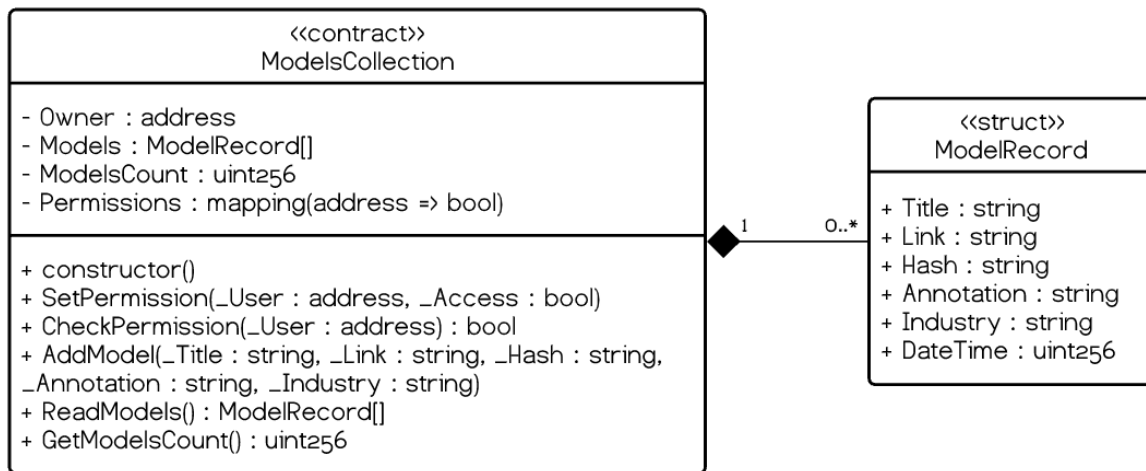 <<contract>>
ModelsCollection
- Owner : address
- Models : ModelRecord[]
- ModelsCount : uint256
- Permissions : mapping(address => bool)
+ constructor()
+ SetPermission(_User : address, _Access : bool)
+ CheckPermission(_User : address) : bool
+ AddModel(_Title : string, _Link : string, _Hash : string,
_Annotation : string, _Industry : string)
+ ReadModels() : ModelRecord[]
+ GetModelsCount() : uint256
1
0..*
<<struct>>
ModelRecord
+ Title : string
+ Link : string
+ Hash : string
+ Annotation : string
+ Industry : string
+ DateTime : uint256